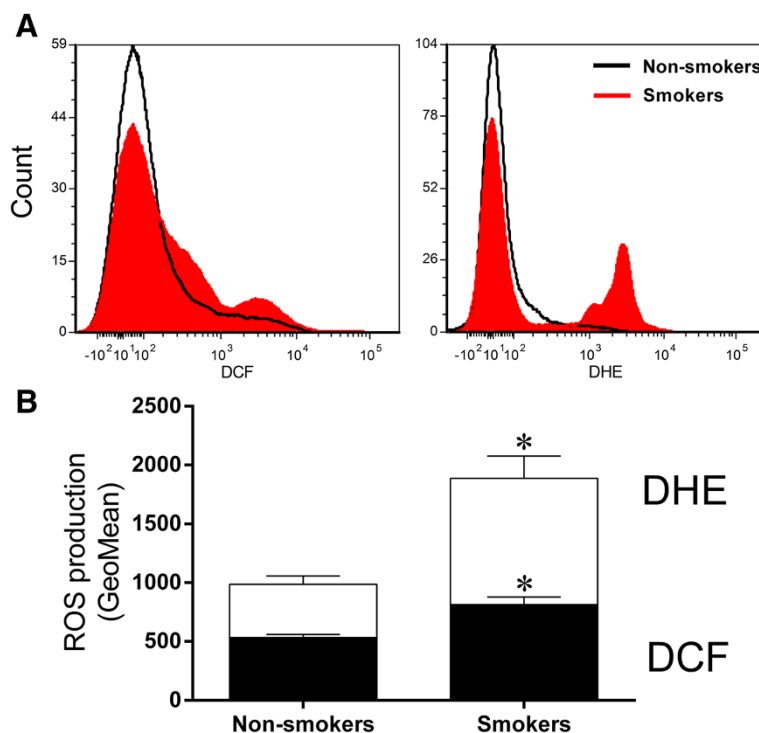 A
59
44
30
15
0
Count
-10² 10¹ 10² 10³ 10⁴ 10⁵
DCF
104
78
52
26
0
-10² 10¹ 10² 10³ 10⁴ 10⁵
DHE
Non-smokers
Smokers
B
2500
2000
1500
1000
500
0
ROS production
(GeoMean)
*
*
DHE
DCF
Non-smokers
Smokers